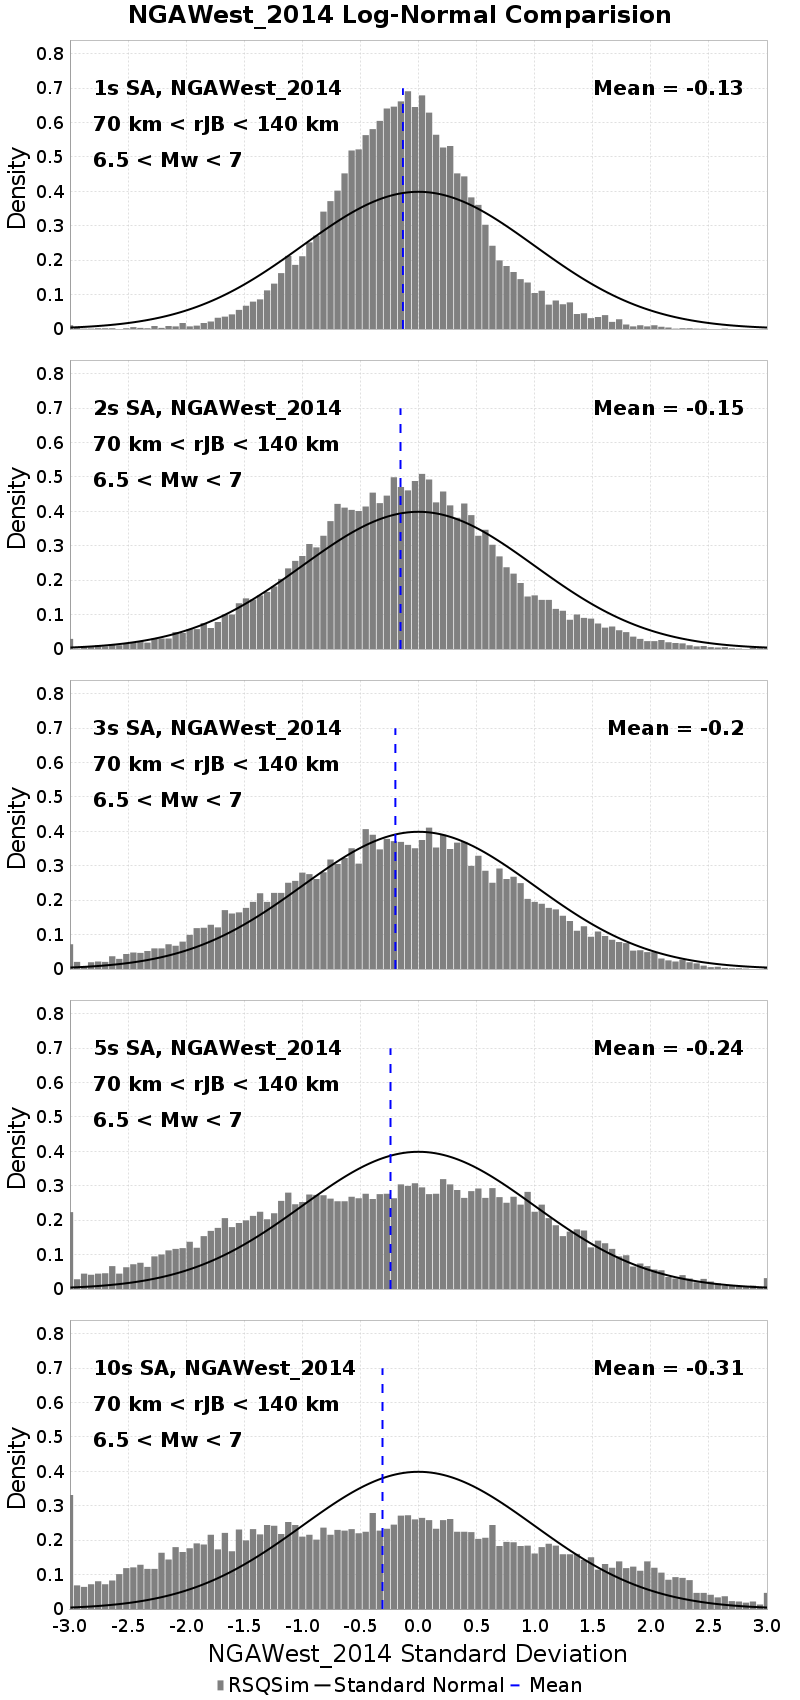 NGAWest_2014 Log-Normal Comparision
0.8
0.7
0.6
0.5
0.4
0.3
0.2
0.1
0
Density
1s SA, NGAWest_2014
Mean = -0.13
70 km < rJB < 140 km
6.5 < Mw < 7
0.8
0.7
0.6
0.5
0.4
0.3
0.2
0.1
0
Density
2s SA, NGAWest_2014
Mean = -0.15
70 km < rJB < 140 km
6.5 < Mw < 7
0.8
0.7
0.6
0.5
0.4
0.3
0.2
0.1
0
Density
3s SA, NGAWest_2014
Mean = -0.2
70 km < rJB < 140 km
6.5 < Mw < 7
0.8
0.7
0.6
0.5
0.4
0.3
0.2
0.1
0
Density
5s SA, NGAWest_2014
Mean = -0.24
70 km < rJB < 140 km
6.5 < Mw < 7
0.8
0.7
0.6
0.5
0.4
0.3
0.2
0.1
0
Density
10s SA, NGAWest_2014
Mean = -0.31
70 km < rJB < 140 km
6.5 < Mw < 7
-3.0 -2.5 -2.0 -1.5 -1.0 -0.5 0.0 0.5 1.0 1.5 2.0 2.5 3.0
NGAWest_2014 Standard Deviation
RSQSim Standard Normal Mean